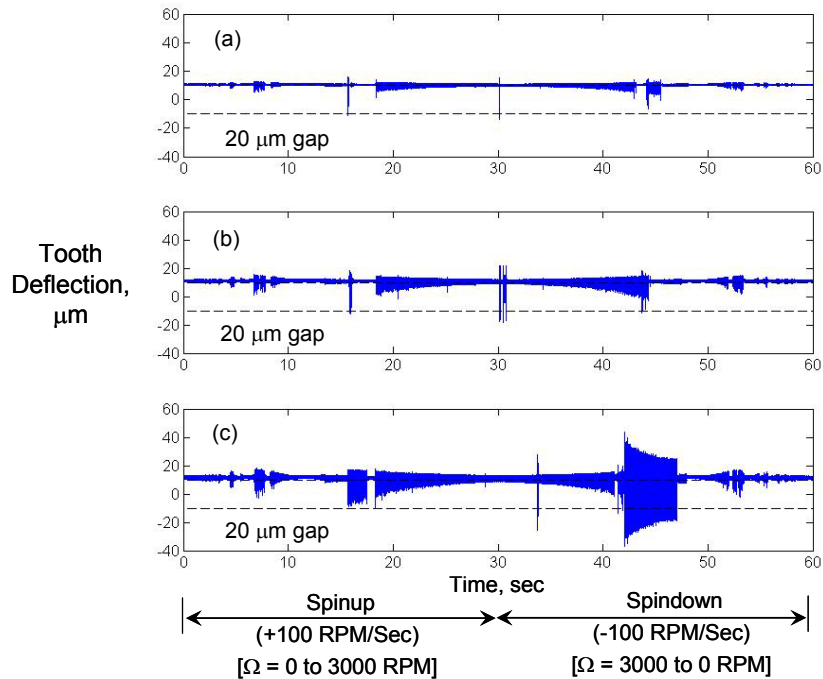 60
(a)
40
20
0
-20
20 μm gap
-40
0 10 20 30 40 50 60
60
(b)
40
20
0
-20
20 μm gap
-40
0 10 20 30 40 50 60
Tooth
Deflection,
μm
60
(c)
40
20
0
-20
20 μm gap
-40
0 10 20 30 40 50 60
Time, sec
Spinup
(+100 RPM/Sec)
[Ω = 0 to 3000 RPM]
Spindown
(-100 RPM/Sec)
[Ω = 3000 to 0 RPM]